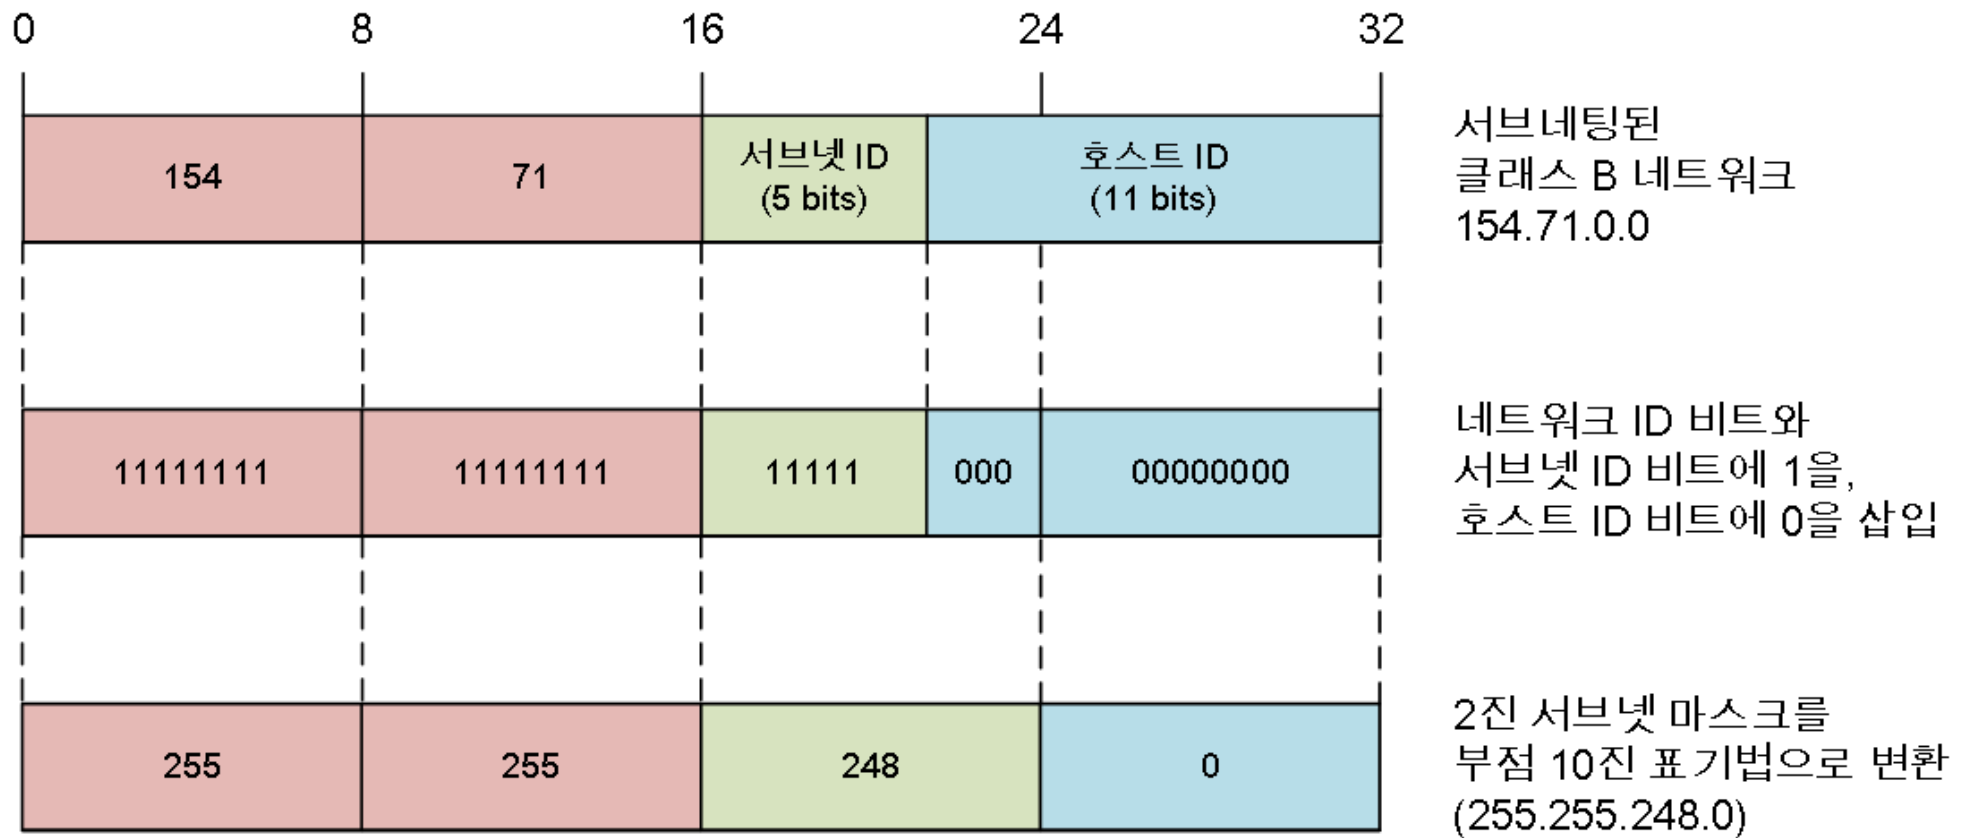 0 8 16 24 32
154 71 서브넷 ID (5 bits) 호스트 ID (11 bits)
서브네팅된
클래스 B 네트워크
154.71.0.0
11111111 11111111 11111 000 00000000
네트워크 ID 비트와
서브넷 ID 비트에 1을,
호스트 ID 비트에 0을 삽입
255 255 248 0
2진 서브넷 마스크를
부점 10진 표기법으로 변환
(255.255.248.0)